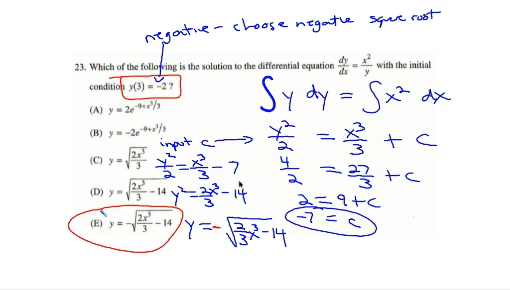 negative - choose negative square root
23. Which of the following is the solution to the differential equation dy/dx = x²/y with the initial
condition y(3) = −2 ?
∫ y dy = ∫ x² dx
(A) y = 2e^(−9+x³/3)
(B) y = −2e^(−9+x³/3)
input c → y²/2 = x³/3 + c
(C) y = √(2x³/3)
y²/2 = x³/3 − 7
4/2 = 27/3 + c
(D) y = √(2x³/3 − 14)
y² = 2x³/3 − 14
2 = 9 + c
(E) y = −√(2x³/3 − 14)
y = −√(2/3 x³ − 14)
−7 = c